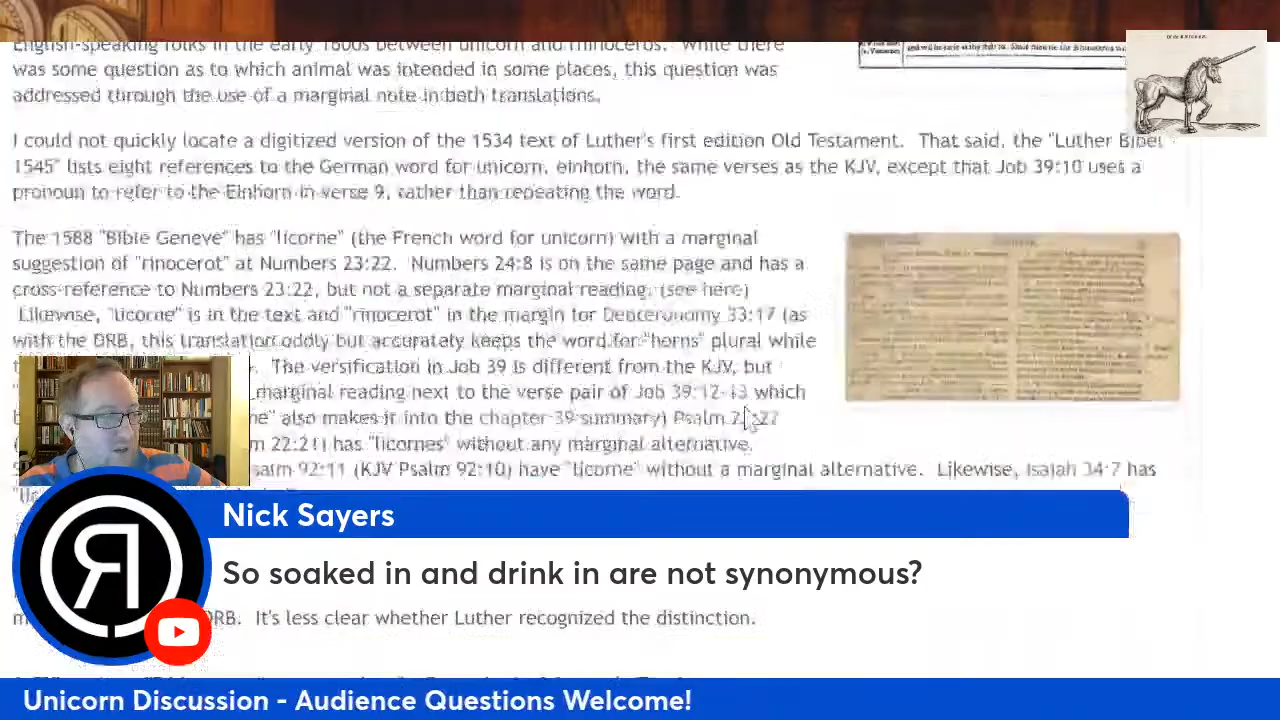 English-speaking folks in the early 1600s between unicorn and rhinoceros. While there
was some question as to which animal was intended in some places, this question was
addressed through the use of a marginal note in both translations.
I could not quickly locate a digitized version of the 1534 text of Luther's first edition Old Testament. That said, the "Luther Bibel
1545" lists eight references to the German word for unicorn, einhorn, the same verses as the KJV, except that Job 39:10 uses a
pronoun to refer to the Einhorn in verse 9, rather than repeating the word.
The 1588 "Bible Geneve" has "licorne" (the French word for unicorn) with a marginal
suggestion of "rinocerot" at Numbers 23:22. Numbers 24:8 is on the same page and has a
cross-reference to Numbers 23:22, but not a separate marginal reading. (see here)
Likewise, "licorne" is in the text and "rinocerot" in the margin for Deuteronomy 33:17 (as
with the DRB, this translation oddly but accurately keeps the word for "horns" plural while
The versification in Job 39 is different from the KJV, but
marginal reading next to the verse pair of Job 39:12-13 which
ne" also makes it into the chapter 39 summary) Psalm
m 22:21) has "licornes" without any marginal alternative.
salm 92:11 (KJV Psalm 92:10) have "licorne" without a marginal alternative. Likewise, Isaiah 34:7 has
Nick Sayers
So soaked in and drink in are not synonymous?
DRB. It's less clear whether Luther recognized the distinction.
Unicorn Discussion - Audience Questions Welcome!